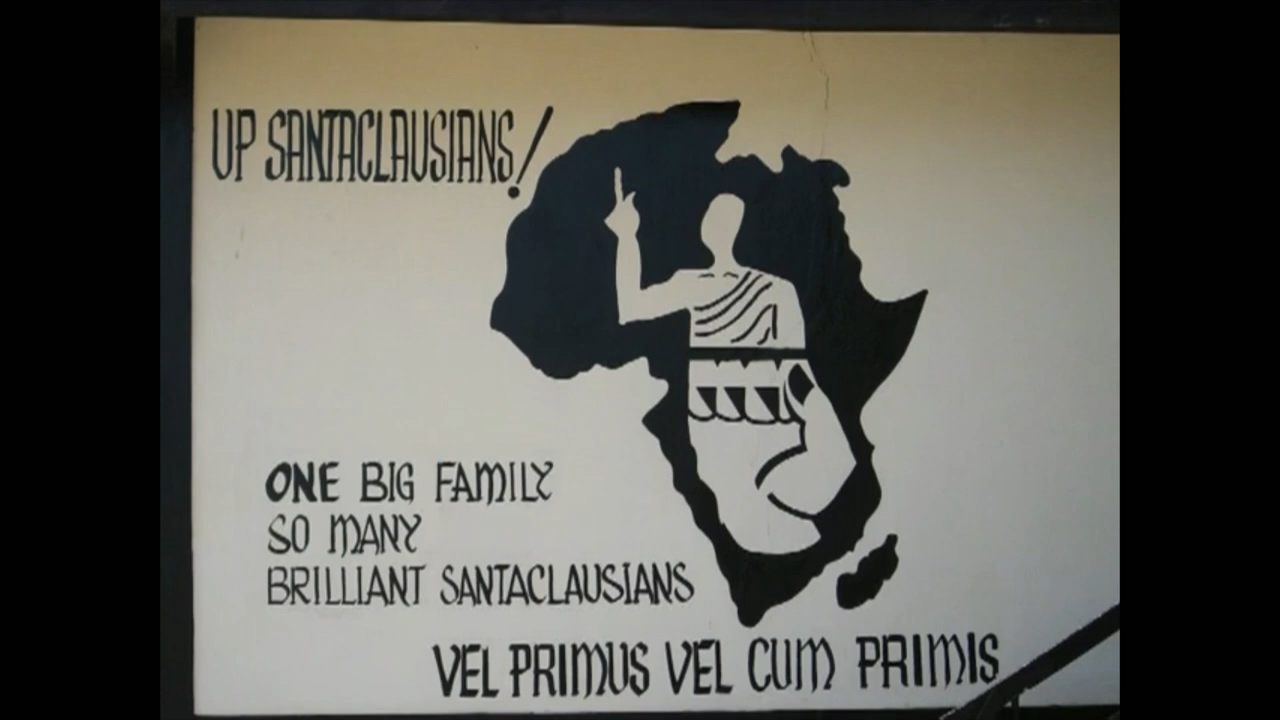 UP SANTACLAUSIANS!
ONE BIG FAMILY
SO MANY
BRILLIANT SANTACLAUSIANS
VEL PRIMUS VEL CUM PRIMIS